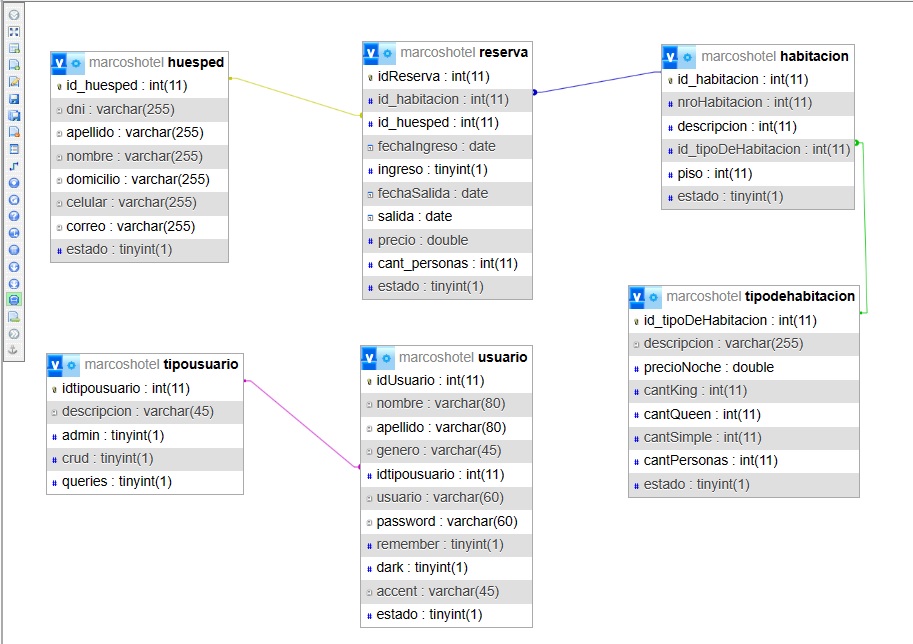 marcoshotel huesped
id_huesped : int(11)
dni : varchar(255)
apellido : varchar(255)
nombre : varchar(255)
domicilio : varchar(255)
celular : varchar(255)
correo : varchar(255)
# estado : tinyint(1)
marcoshotel reserva
idReserva : int(11)
# id_habitacion : int(11)
# id_huesped : int(11)
fechaIngreso : date
# ingreso : tinyint(1)
fechaSalida : date
salida : date
# precio : double
# cant_personas : int(11)
# estado : tinyint(1)
marcoshotel habitacion
id_habitacion : int(11)
# nroHabitacion : int(11)
# descripcion : int(11)
# id_tipoDeHabitacion : int(11)
# piso : int(11)
# estado : tinyint(1)
marcoshotel tipodehabitacion
id_tipoDeHabitacion : int(11)
descripcion : varchar(255)
# precioNoche : double
# cantKing : int(11)
# cantQueen : int(11)
# cantSimple : int(11)
# cantPersonas : int(11)
# estado : tinyint(1)
marcoshotel tipousuario
idtipousuario : int(11)
descripcion : varchar(45)
# admin : tinyint(1)
# crud : tinyint(1)
# queries : tinyint(1)
marcoshotel usuario
idUsuario : int(11)
nombre : varchar(80)
apellido : varchar(80)
genero : varchar(45)
# idtipousuario : int(11)
usuario : varchar(60)
password : varchar(60)
# remember : tinyint(1)
# dark : tinyint(1)
accent : varchar(45)
# estado : tinyint(1)